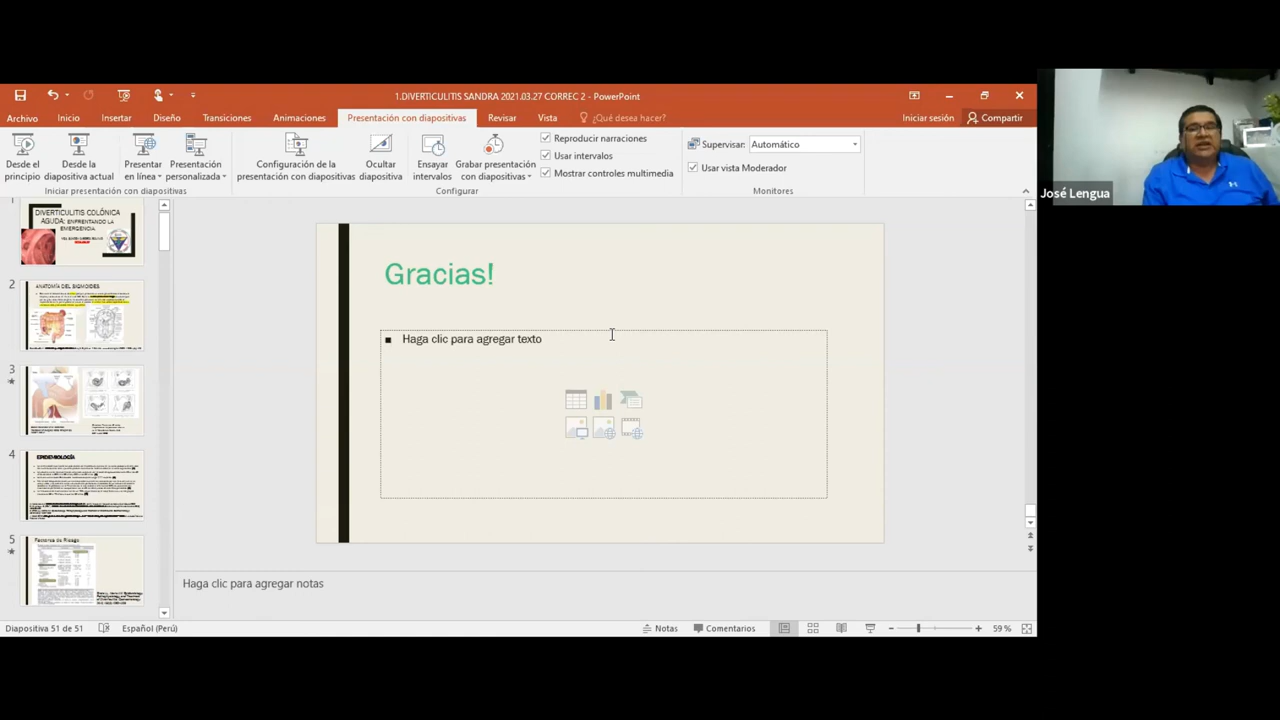 1.DIVERTICULITIS SANDRA 2021.03.27 CORREC 2 - PowerPoint
Archivo
Inicio
Insertar
Diseño
Transiciones
Animaciones
Presentación con diapositivas
Revisar
Vista
¿Qué desea hacer?
Iniciar sesión
Compartir
Desde el principio
Desde la diapositiva actual
Presentar en línea
Presentación personalizada
Configuración de la presentación con diapositivas
Ocultar diapositiva
Ensayar intervalos
Grabar presentación con diapositivas
Reproducir narraciones
Usar intervalos
Mostrar controles multimedia
Supervisar: Automático
Usar vista Moderador
Iniciar presentación con diapositivas
Configurar
Monitores
José Lengua
1
DIVERTICULITIS COLÓNICA
AGUDA: ENFRENTANDO LA
EMERGENCIA.
2
ANATOMÍA DEL SIGMOIDES
3
4
EPIDEMIOLOGÍA
5
Factores de Riesgo
Gracias!
Haga clic para agregar texto
Haga clic para agregar notas
Diapositiva 51 de 51
Español (Perú)
Notas
Comentarios
59 %